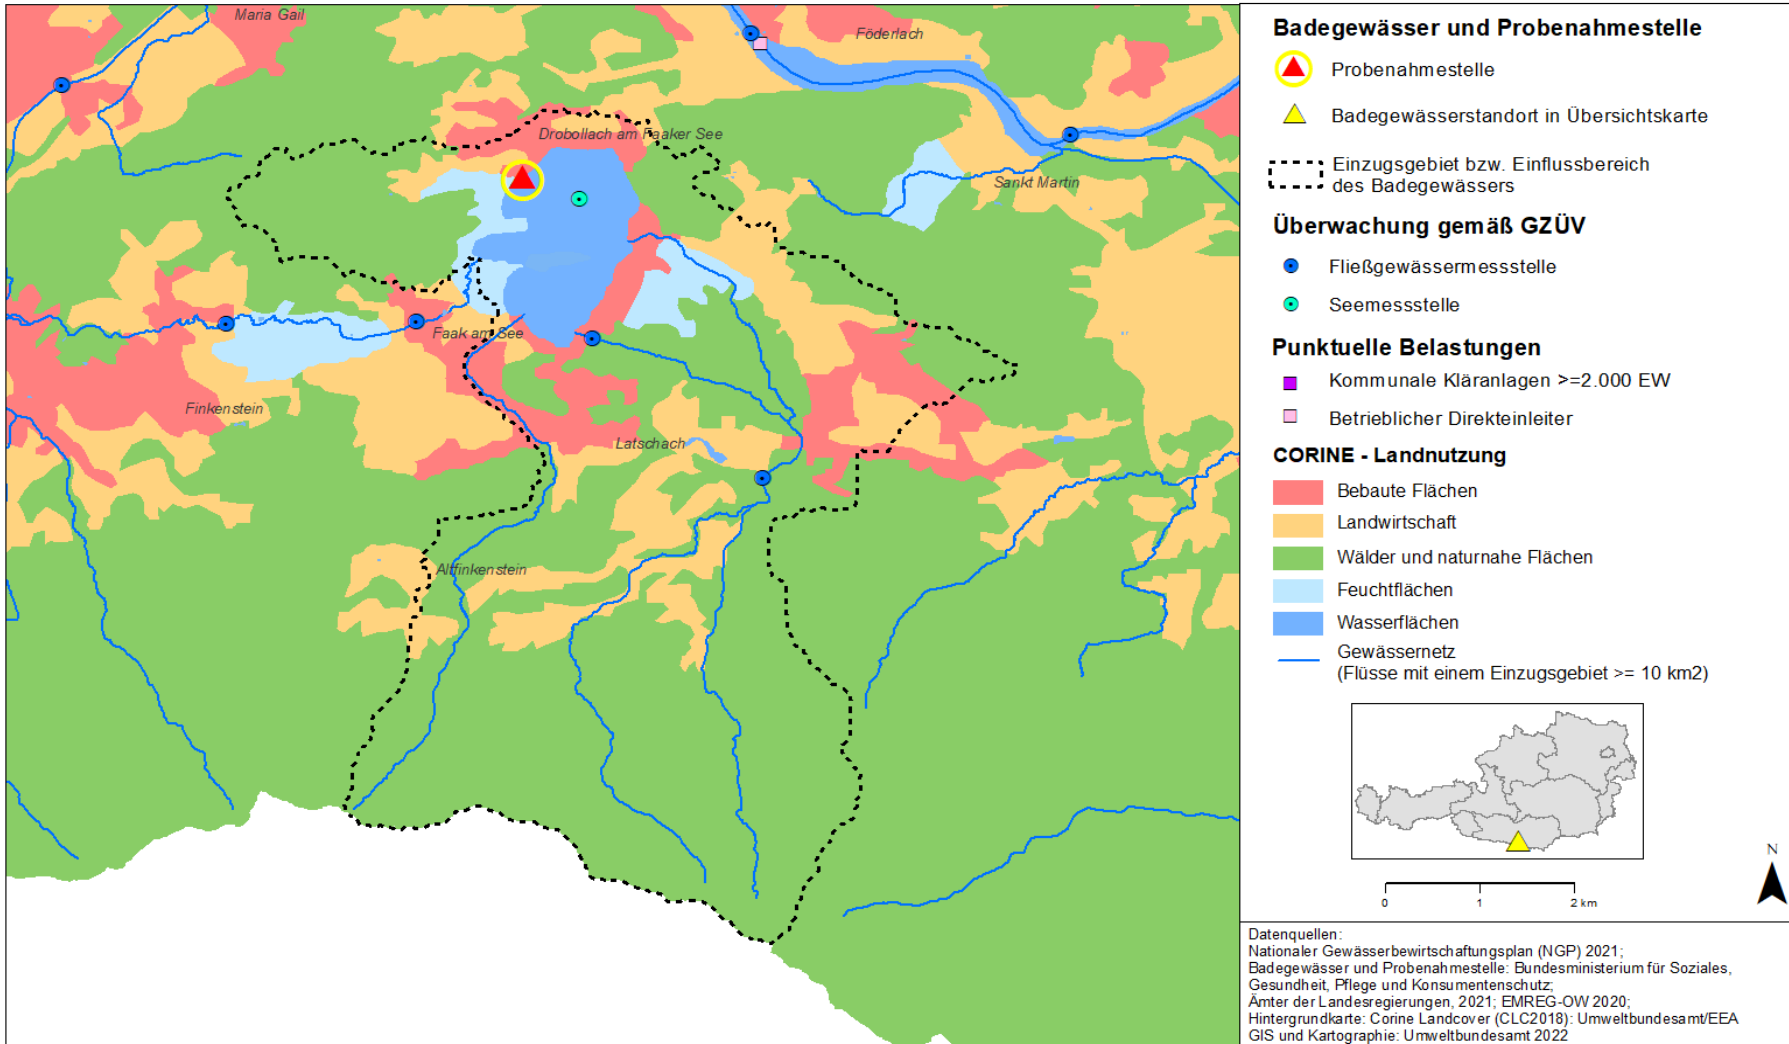 Maria Gail
Föderlach
Drobollach am Faaker See
Sankt Martin
Faak am See
Finkenstein
Latschach
Altfinkenstein
Badegewässer und Probenahmestelle
Probenahmestelle
Badegewässerstandort in Übersichtskarte
Einzugsgebiet bzw. Einflussbereich
des Badegewässers
Überwachung gemäß GZÜV
Fließgewässermessstelle
Seemessstelle
Punktuelle Belastungen
Kommunale Kläranlagen >=2.000 EW
Betrieblicher Direkteinleiter
CORINE - Landnutzung
Bebaute Flächen
Landwirtschaft
Wälder und naturnahe Flächen
Feuchtflächen
Wasserflächen
Gewässernetz
(Flüsse mit einem Einzugsgebiet >= 10 km2)
N
0 1 2 km
Datenquellen:
Nationaler Gewässerbewirtschaftungsplan (NGP) 2021;
Badegewässer und Probenahmestelle: Bundesministerium für Soziales,
Gesundheit, Pflege und Konsumentenschutz;
Ämter der Landesregierungen, 2021; EMREG-OW 2020;
Hintergrundkarte: Corine Landcover (CLC2018): Umweltbundesamt/EEA
GIS und Kartographie: Umweltbundesamt 2022